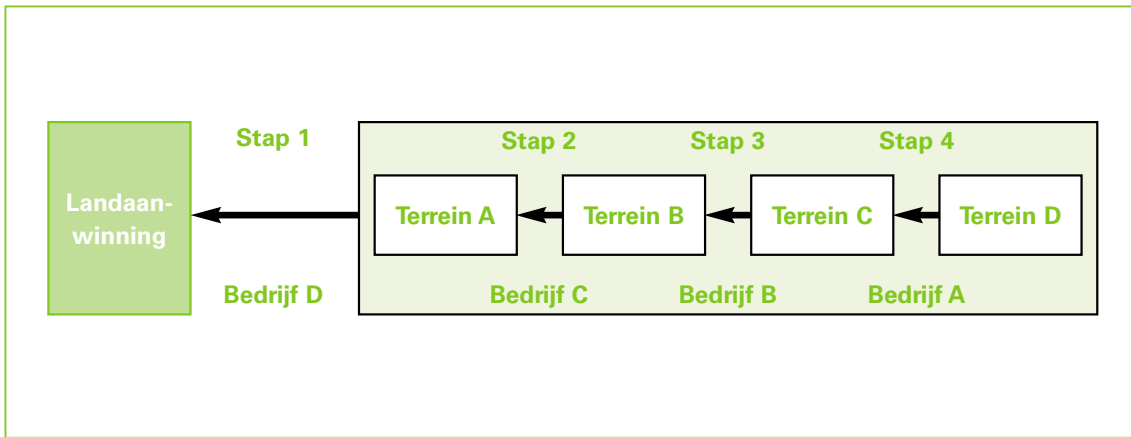 Stap 1
Stap 2
Stap 3
Stap 4
Landaan-
winning
Terrein A
Terrein B
Terrein C
Terrein D
Bedrijf D
Bedrijf C
Bedrijf B
Bedrijf A